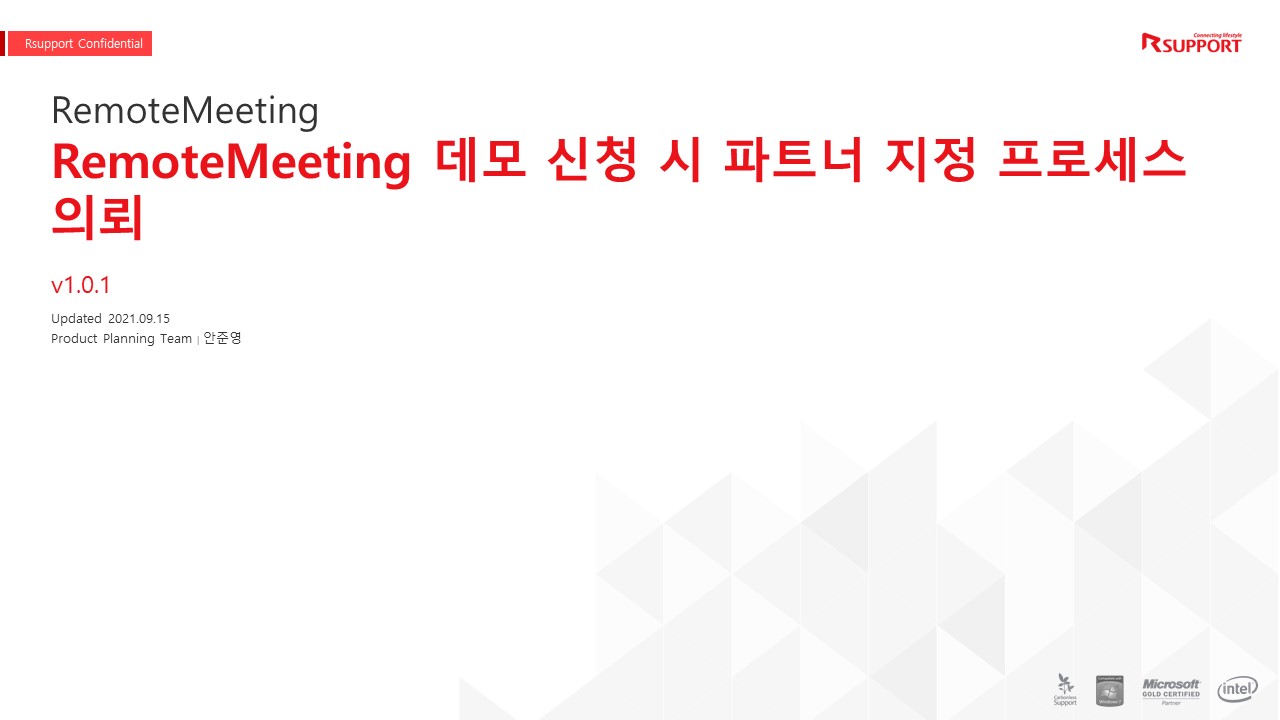 Rsupport Confidential
Connecting lifestyle
RSUPPORT
RemoteMeeting
RemoteMeeting 데모 신청 시 파트너 지정 프로세스
의뢰
v1.0.1
Updated 2021.09.15
Product Planning Team | 안준영
Carbonless
Support
Compatible with
Windows 7
Microsoft
GOLD CERTIFIED
Partner
intel